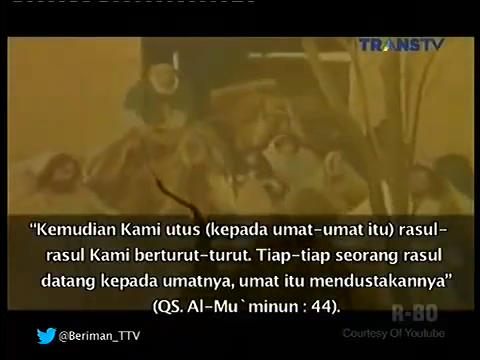 TRANSTV
“Kemudian Kami utus (kepada umat-umat itu) rasul-
rasul Kami berturut-turut. Tiap-tiap seorang rasul
datang kepada umatnya, umat itu mendustakannya”
(QS. Al-Mu`minun : 44).
R-BO
@Beriman_TTV
Courtesy Of Youtube